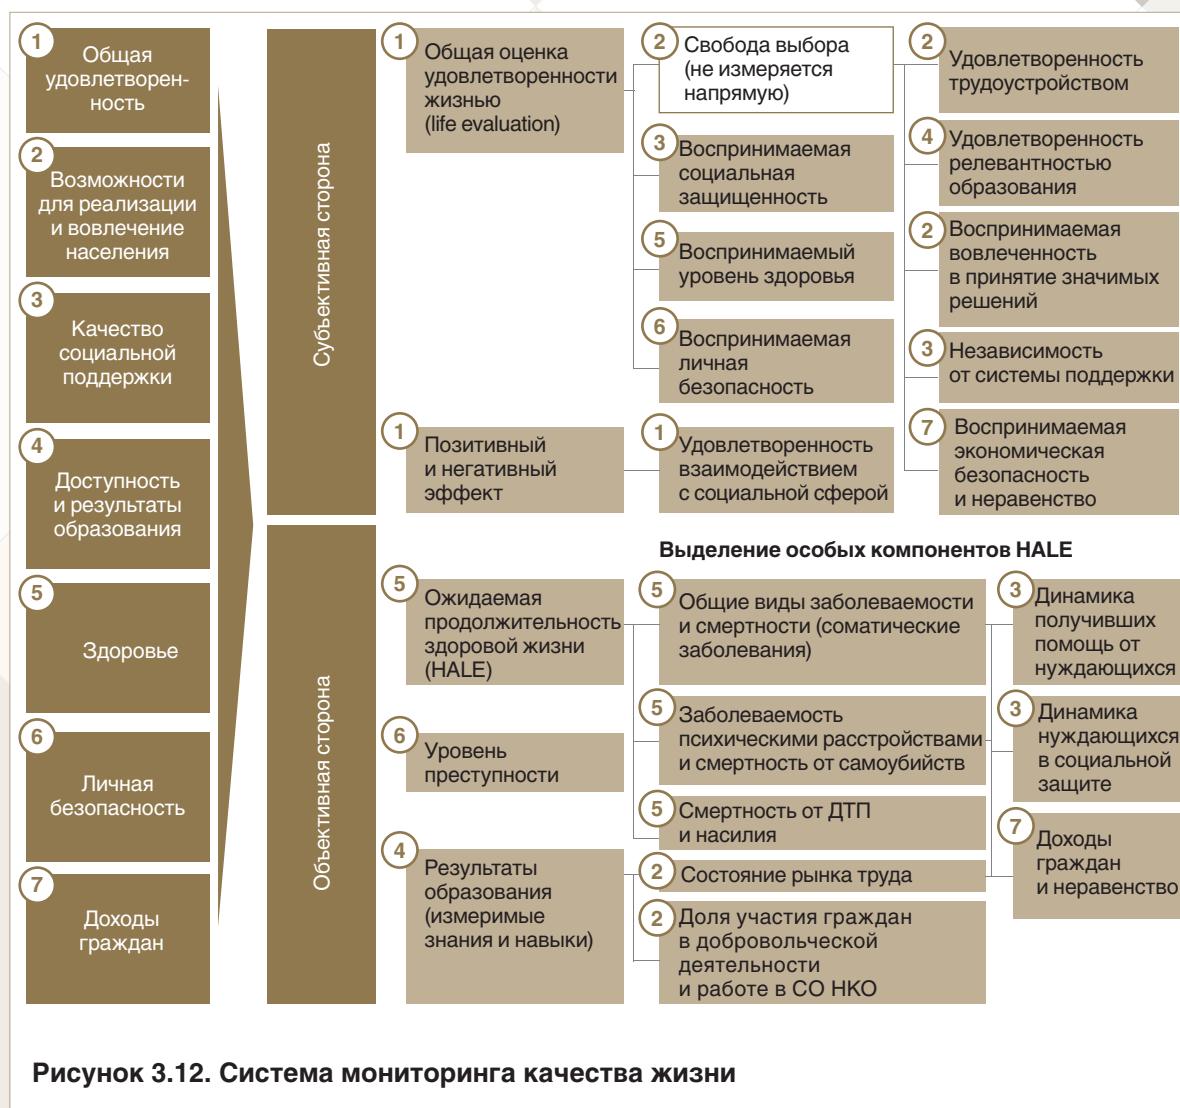 1
Общая
удовлетворен-
ность
2
Возможности
для реализации
и вовлечение
населения
3
Качество
социальной
поддержки
4
Доступность
и результаты
образования
5
Здоровье
6
Личная
безопасность
7
Доходы
граждан
Субъективная сторона
1
Общая оценка
удовлетворенности
жизнью
(life evaluation)
2
Свобода выбора
(не измеряется
напрямую)
3
Воспринимаемая
социальная
защищенность
5
Воспринимаемый
уровень здоровья
6
Воспринимаемая
личная
безопасность
2
Удовлетворенность
трудоустройством
4
Удовлетворенность
релевантностью
образования
2
Воспринимаемая
вовлеченность
в принятие значимых
решений
3
Независимость
от системы поддержки
7
Воспринимаемая
экономическая
безопасность
и неравенство
1
Позитивный
и негативный
эффект
1
Удовлетворенность
взаимодействием
с социальной сферой
Объективная сторона
Выделение особых компонентов HALE
5
Ожидаемая
продолжительность
здоровой жизни
(HALE)
6
Уровень
преступности
4
Результаты
образования
(измеримые
знания и навыки)
5
Общие виды заболеваемости
и смертности (соматические
заболевания)
5
Заболеваемость
психическими расстройствами
и смертность от самоубийств
5
Смертность от ДТП
и насилия
2
Состояние рынка труда
2
Доля участия граждан
в добровольческой
деятельности
и работе в СО НКО
3
Динамика
получивших
помощь от
нуждающихся
3
Динамика
нуждающихся
в социальной
защите
7
Доходы
граждан
и неравенство
Рисунок 3.12. Система мониторинга качества жизни